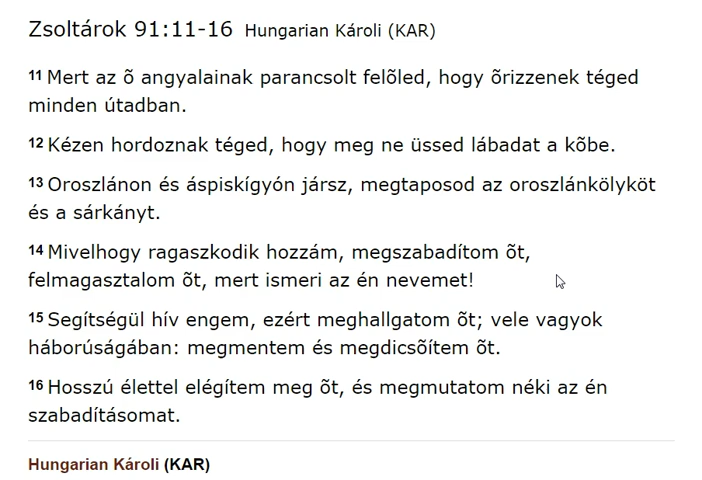 Zsoltárok 91:11-16 Hungarian Károli (KAR)
11 Mert az õ angyalainak parancsolt felõled, hogy õrizzenek téged
minden útadban.
12 Kézen hordoznak téged, hogy meg ne üssed lábadat a kõbe.
13 Oroszlánon és áspiskígyón jársz, megtaposod az oroszlánkölyköt
és a sárkányt.
14 Mivelhogy ragaszkodik hozzám, megszabadítom õt,
felmagasztalom õt, mert ismeri az én nevemet!
15 Segítségül hív engem, ezért meghallgatom õt; vele vagyok
háborúságában: megmentem és megdicsõítem õt.
16 Hosszú élettel elégítem meg õt, és megmutatom néki az én
szabadításomat.
Hungarian Károli (KAR)